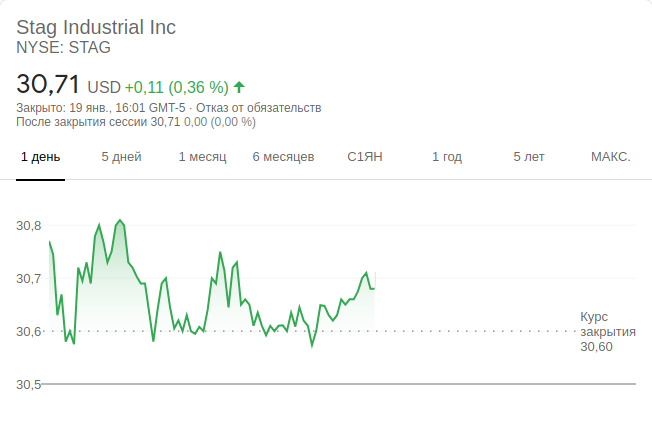 Stag Industrial Inc
NYSE: STAG
30,71 USD +0,11 (0,36 %)
Закрыто: 19 янв., 16:01 GMT-5 · Отказ от обязательств
После закрытия сессии 30,71 0,00 (0,00 %)
1 день 5 дней 1 месяц 6 месяцев С1ЯН 1 год 5 лет МАКС.
30,8
30,7
30,6
30,5
Курс
закрытия
30,60